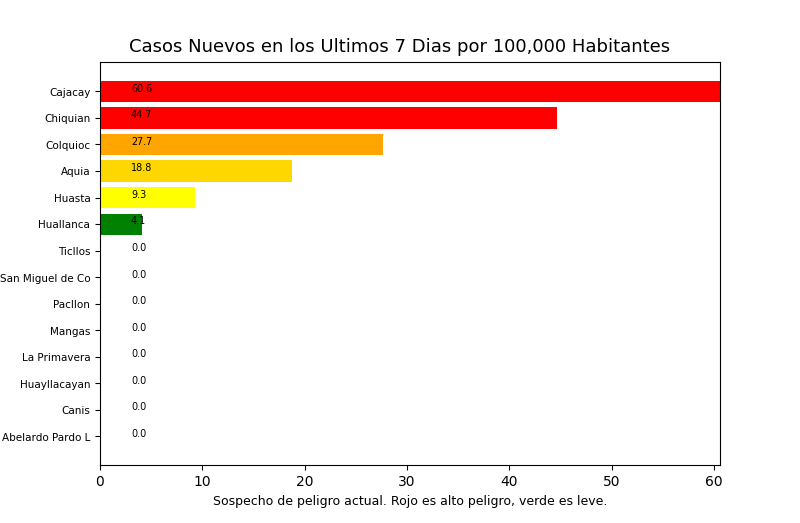 Casos Nuevos en los Ultimos 7 Dias por 100,000 Habitantes
Cajacay 60.6
Chiquian 44.7
Colquioc 27.7
Aquia 18.8
Huasta 9.3
Huallanca 4.1
Ticllos 0.0
San Miguel de Co 0.0
Pacllon 0.0
Mangas 0.0
La Primavera 0.0
Huayllacayan 0.0
Canis 0.0
Abelardo Pardo L 0.0
0 10 20 30 40 50 60
Sospecho de peligro actual. Rojo es alto peligro, verde es leve.